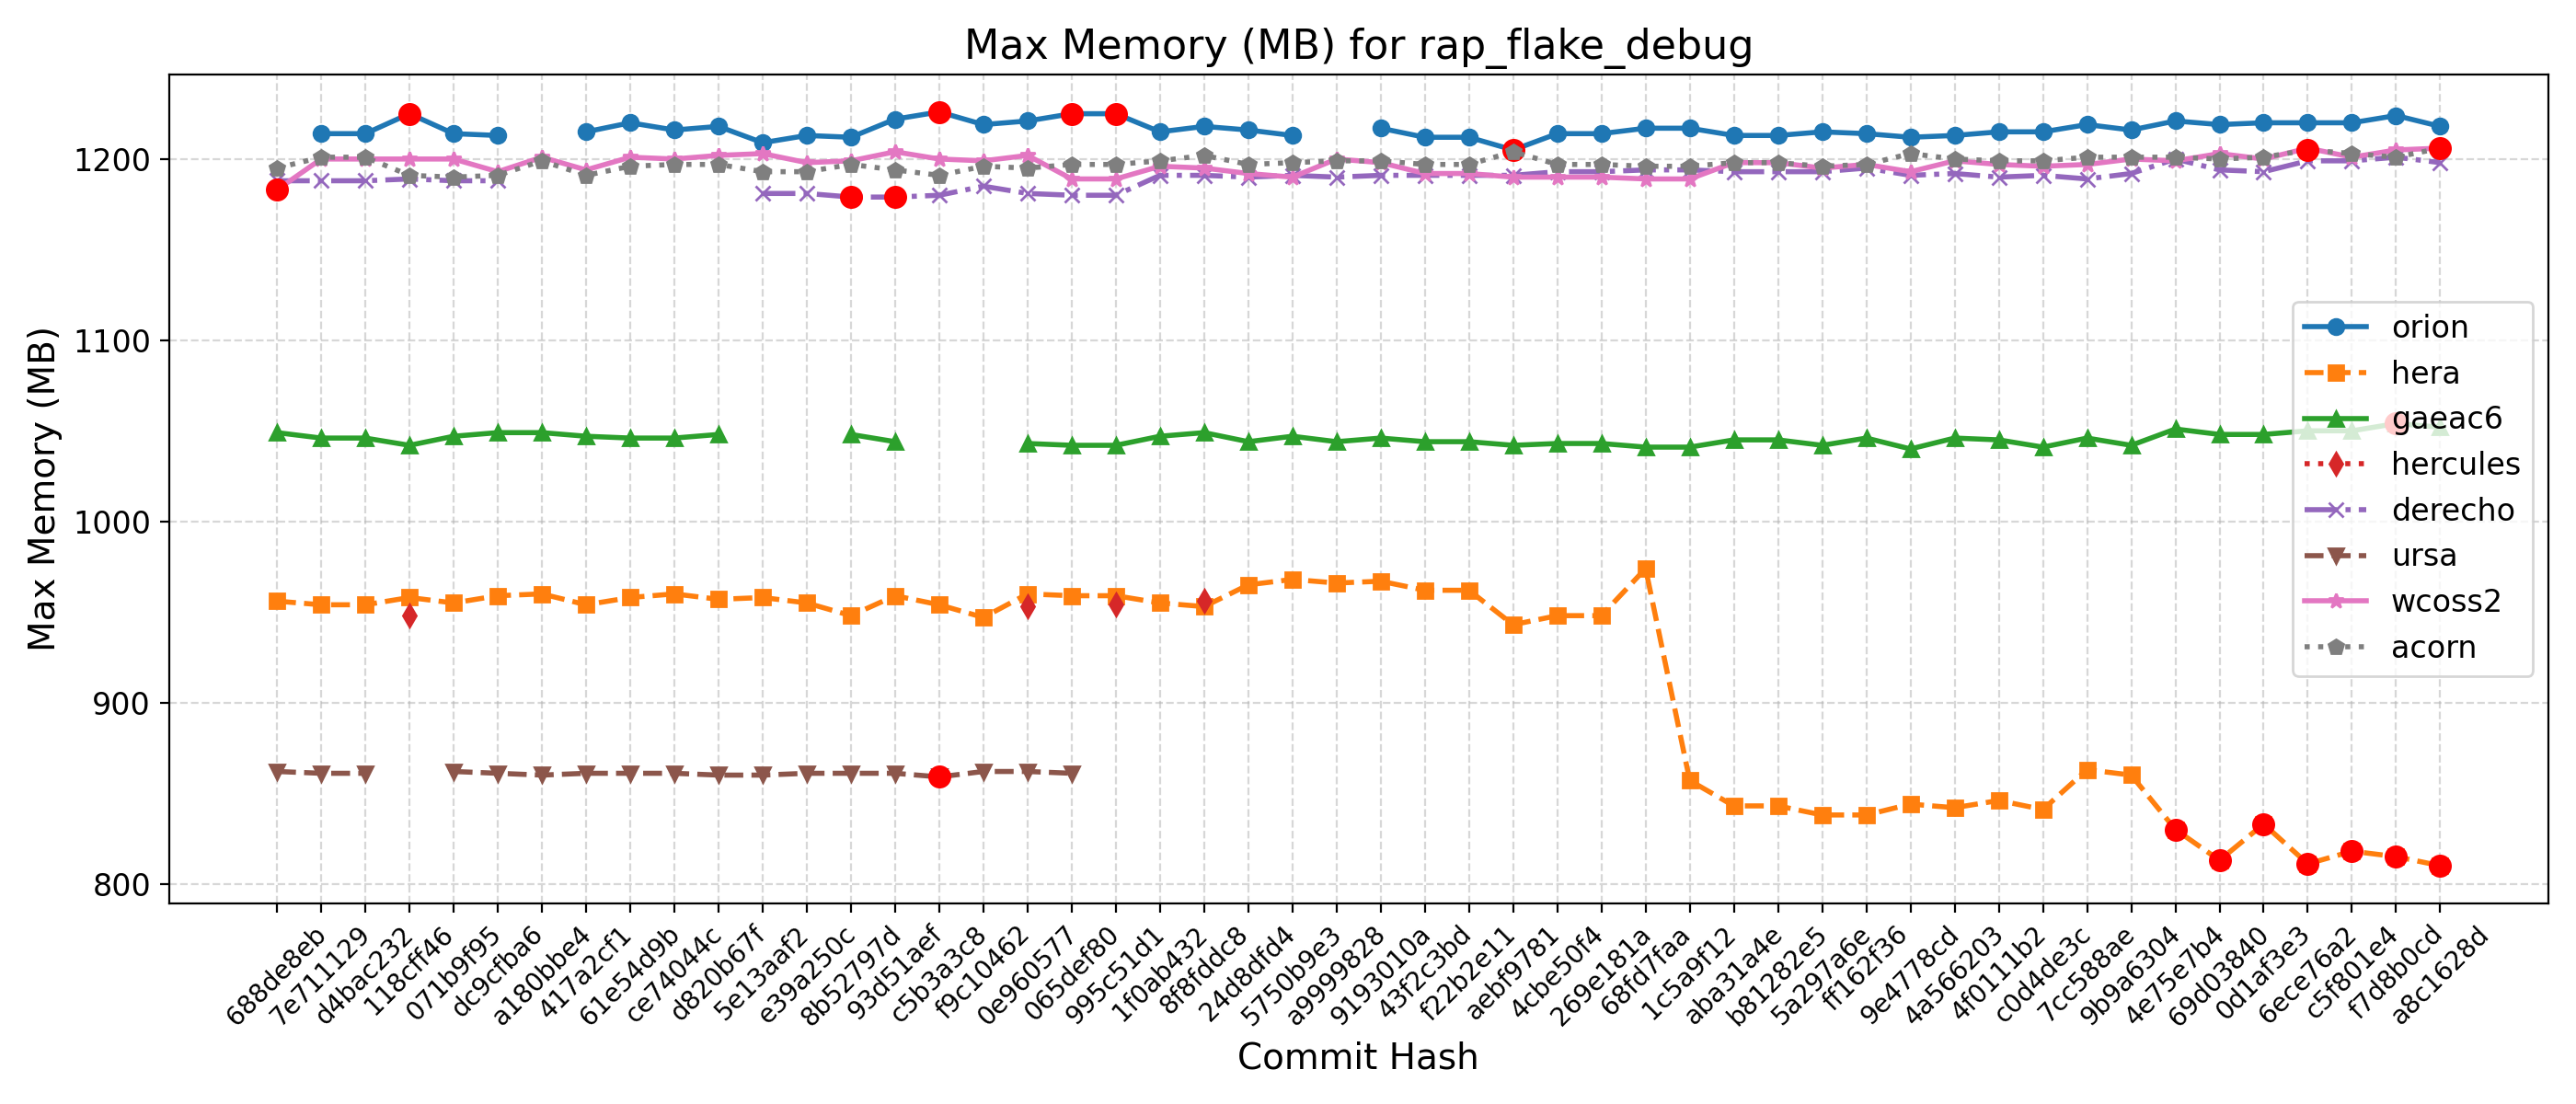 Max Memory (MB) for rap_flake_debug
Max Memory (MB)
1200
1100
1000
900
800
orion
hera
gaeac6
hercules
derecho
ursa
wcoss2
acorn
688de8eb
7e711129
d4bac232
118cff46
071b9f95
dc9cfba6
a180bbe4
417a2cf1
61e54d9b
ce74044c
d820b67f
5e13aaf2
e39a250c
8b52797d
93d51aef
c5b3a3c8
f9c10462
0e960577
065def80
995c51d1
1f0ab432
8f8fddc8
24d8dfd4
5750b9e3
a9999828
9193010a
43f2c3bd
f22b2e11
aebf9781
4cbe50f4
269e181a
68fd7faa
1c5a9f12
aba31a4e
b81282e5
5a297a6e
ff162f36
9e4778cd
4a566203
4f0111b2
c0d4de3c
7cc588ae
9b9a6304
4e75e7b4
69d03840
0d1af3e3
6ece76a2
c5f801e4
f7d8b0cd
a8c1628d
Commit Hash